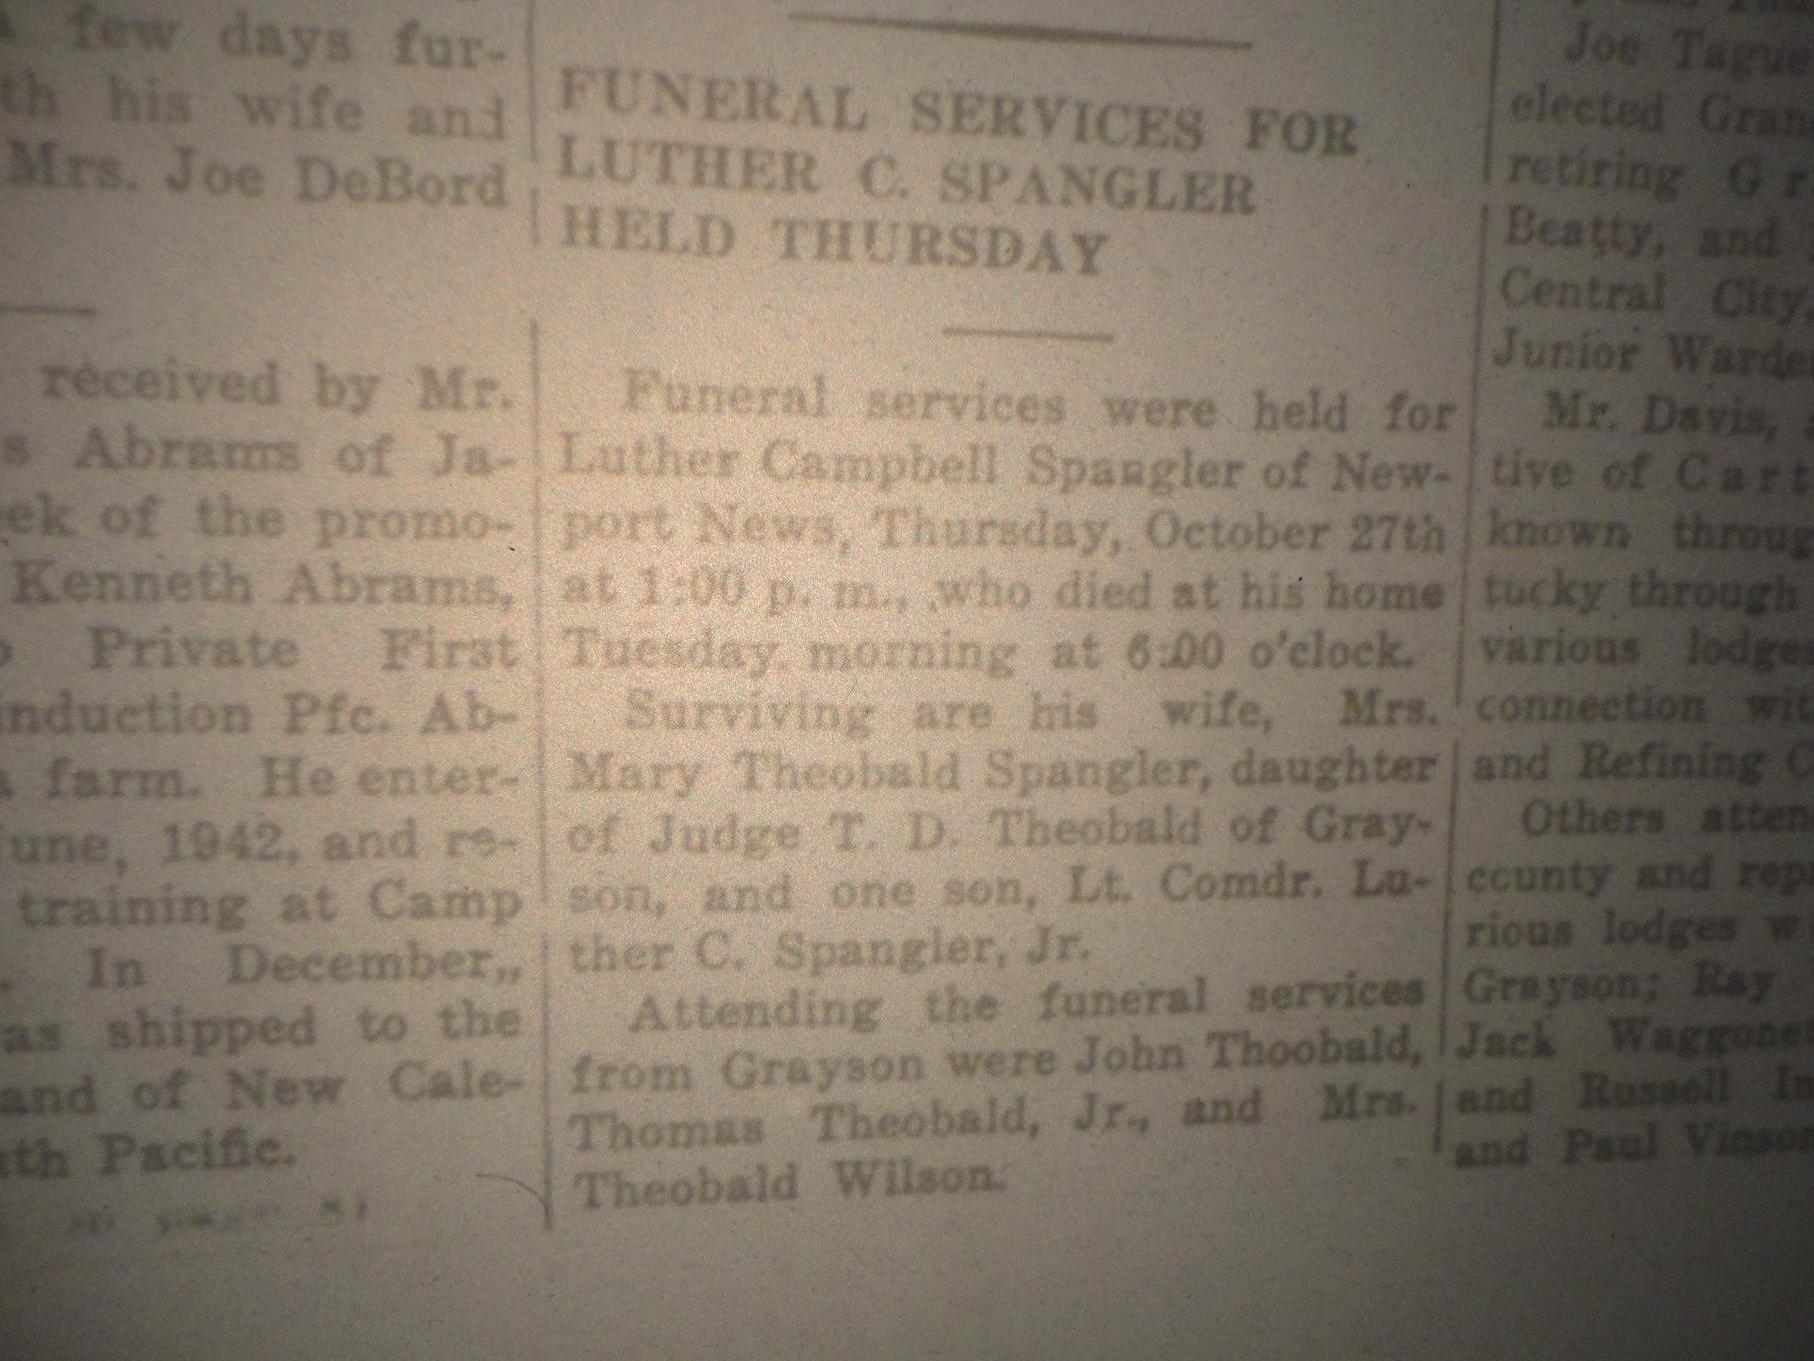 few days fur-
th his wife and
Mrs. Joe DeBord
received by Mr.
s Abrams of Ja-
ek of the promo-
Kenneth Abrams,
Private First
induction Pfc. Ab-
farm. He enter-
une, 1942, and re-
training at Camp
. In December,,
as shipped to the
and of New Cale-
th Pacific.
FUNERAL SERVICES FOR
LUTHER C. SPANGLER
HELD THURSDAY
Funeral services were held for
Luther Campbell Spangler of New-
port News, Thursday, October 27th
at 1:00 p. m., who died at his home
Tuesday morning at 6:00 o'clock.
Surviving are his wife, Mrs.
Mary Theobald Spangler, daughter
of Judge T. D. Theobald of Gray-
son, and one son, Lt. Comdr. Lu-
ther C. Spangler, Jr.
Attending the funeral services
from Grayson were John Thoobald,
Thomas Theobald, Jr., and Mrs.
Theobald Wilson.
Joe Tague
elected Gran
retiring G r
Beatty, and
Central City,
Junior Warde
Mr. Davis,
tive of Cart
known throug
tucky through
various lodges
connection wit
and Refining C
Others atten
county and rep
rious lodges w
Grayson; Ray
Jack Waggone
and Russell In
and Paul Vinson